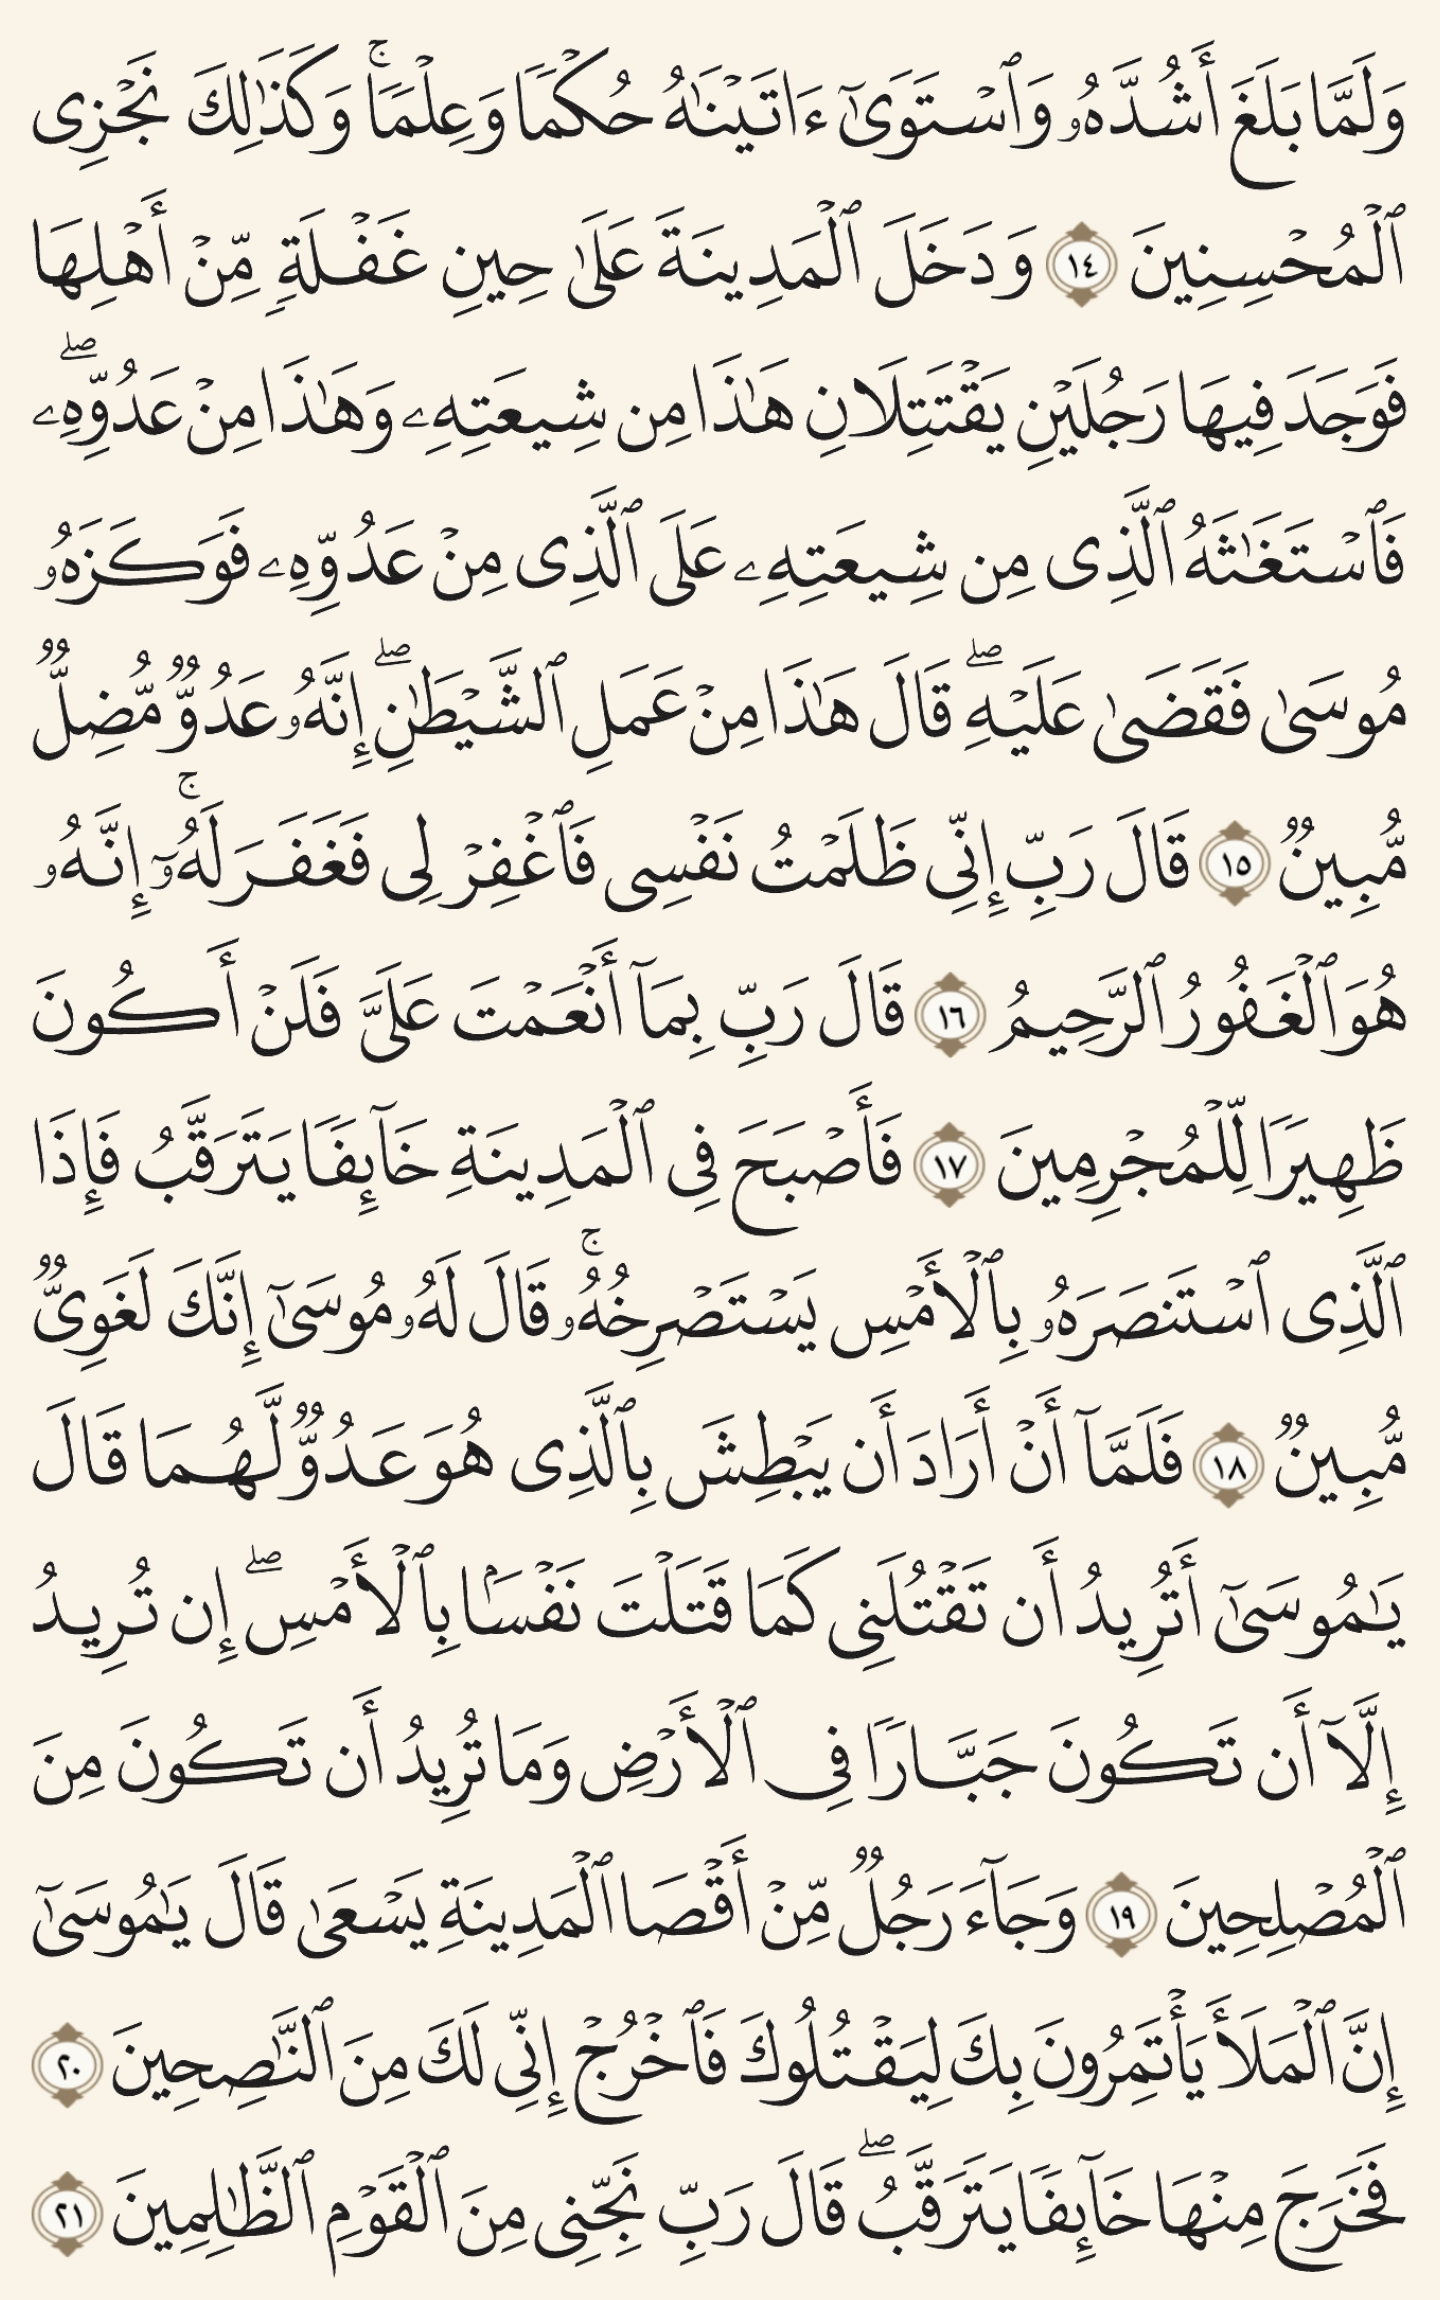 وَلَمَّا بَلَغَ أَشُدَّهُۥ وَٱسۡتَوَىٰٓ ءَاتَيۡنَٰهُ حُكۡمٗا وَعِلۡمٗاۚ وَكَذَٰلِكَ نَجۡزِي
ٱلۡمُحۡسِنِينَ ١٤ وَدَخَلَ ٱلۡمَدِينَةَ عَلَىٰ حِينِ غَفۡلَةٖ مِّنۡ أَهۡلِهَا
فَوَجَدَ فِيهَا رَجُلَيۡنِ يَقۡتَتِلَانِ هَٰذَا مِن شِيعَتِهِۦ وَهَٰذَا مِنۡ عَدُوِّهِۦۖ
فَٱسۡتَغَٰثَهُ ٱلَّذِي مِن شِيعَتِهِۦ عَلَى ٱلَّذِي مِنۡ عَدُوِّهِۦ فَوَكَزَهُۥ
مُوسَىٰ فَقَضَىٰ عَلَيۡهِۖ قَالَ هَٰذَا مِنۡ عَمَلِ ٱلشَّيۡطَٰنِۖ إِنَّهُۥ عَدُوّٞ مُّضِلّٞ
مُّبِينٞ ١٥ قَالَ رَبِّ إِنِّي ظَلَمۡتُ نَفۡسِي فَٱغۡفِرۡ لِي فَغَفَرَ لَهُۥٓۚ إِنَّهُۥ
هُوَ ٱلۡغَفُورُ ٱلرَّحِيمُ ١٦ قَالَ رَبِّ بِمَآ أَنۡعَمۡتَ عَلَيَّ فَلَنۡ أَكُونَ
ظَهِيرٗا لِّلۡمُجۡرِمِينَ ١٧ فَأَصۡبَحَ فِي ٱلۡمَدِينَةِ خَآئِفٗا يَتَرَقَّبُ فَإِذَا
ٱلَّذِي ٱسۡتَنصَرَهُۥ بِٱلۡأَمۡسِ يَسۡتَصۡرِخُهُۥۚ قَالَ لَهُۥ مُوسَىٰٓ إِنَّكَ لَغَوِيّٞ
مُّبِينٞ ١٨ فَلَمَّآ أَنۡ أَرَادَ أَن يَبۡطِشَ بِٱلَّذِي هُوَ عَدُوّٞ لَّهُمَا قَالَ
يَٰمُوسَىٰٓ أَتُرِيدُ أَن تَقۡتُلَنِي كَمَا قَتَلۡتَ نَفۡسَۢا بِٱلۡأَمۡسِۖ إِن تُرِيدُ
إِلَّآ أَن تَكُونَ جَبَّارٗا فِي ٱلۡأَرۡضِ وَمَا تُرِيدُ أَن تَكُونَ مِنَ
ٱلۡمُصۡلِحِينَ ١٩ وَجَآءَ رَجُلٞ مِّنۡ أَقۡصَا ٱلۡمَدِينَةِ يَسۡعَىٰ قَالَ يَٰمُوسَىٰٓ
إِنَّ ٱلۡمَلَأَ يَأۡتَمِرُونَ بِكَ لِيَقۡتُلُوكَ فَٱخۡرُجۡ إِنِّي لَكَ مِنَ ٱلنَّٰصِحِينَ ٢٠
فَخَرَجَ مِنۡهَا خَآئِفٗا يَتَرَقَّبُۖ قَالَ رَبِّ نَجِّنِي مِنَ ٱلۡقَوۡمِ ٱلظَّٰلِمِينَ ٢١